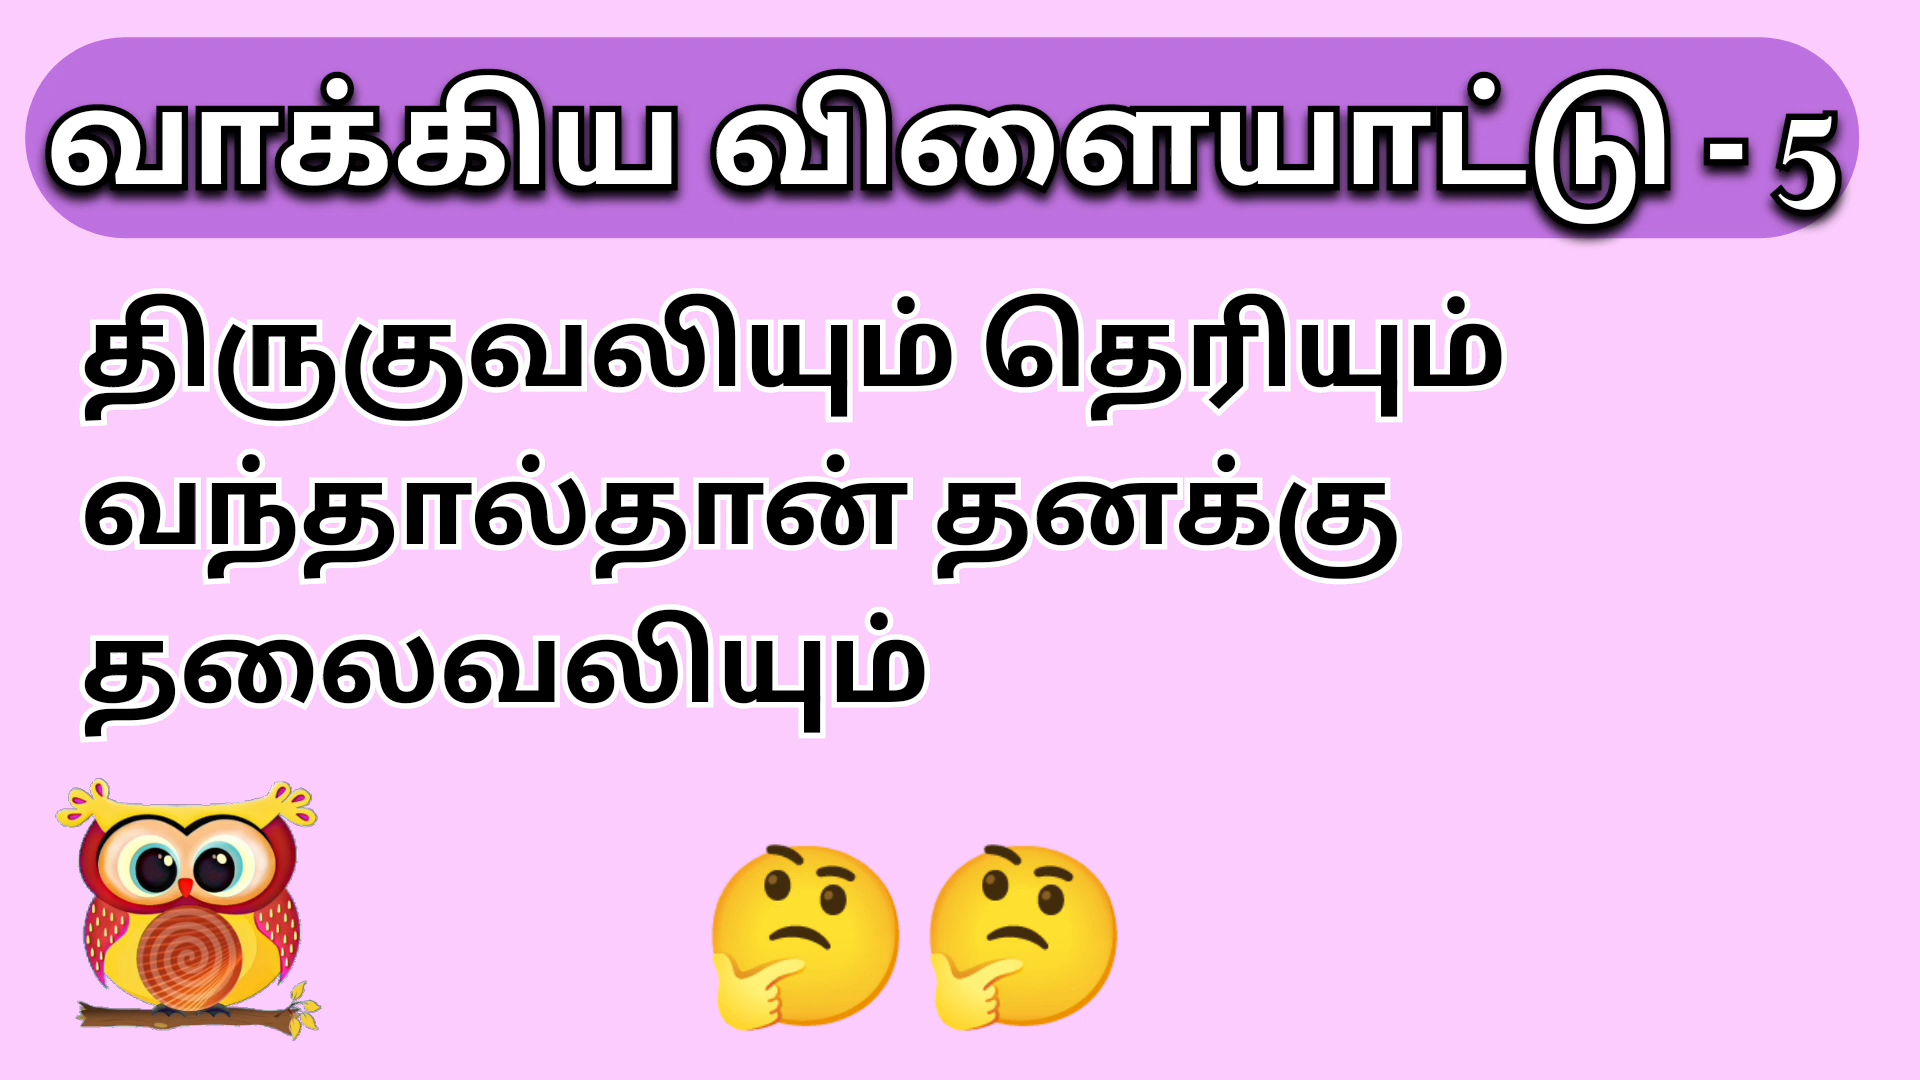 வாக்கிய விளையாட்டு - 5
திருகுவலியும் தெரியும்
வந்தால்தான் தனக்கு
தலைவலியும்